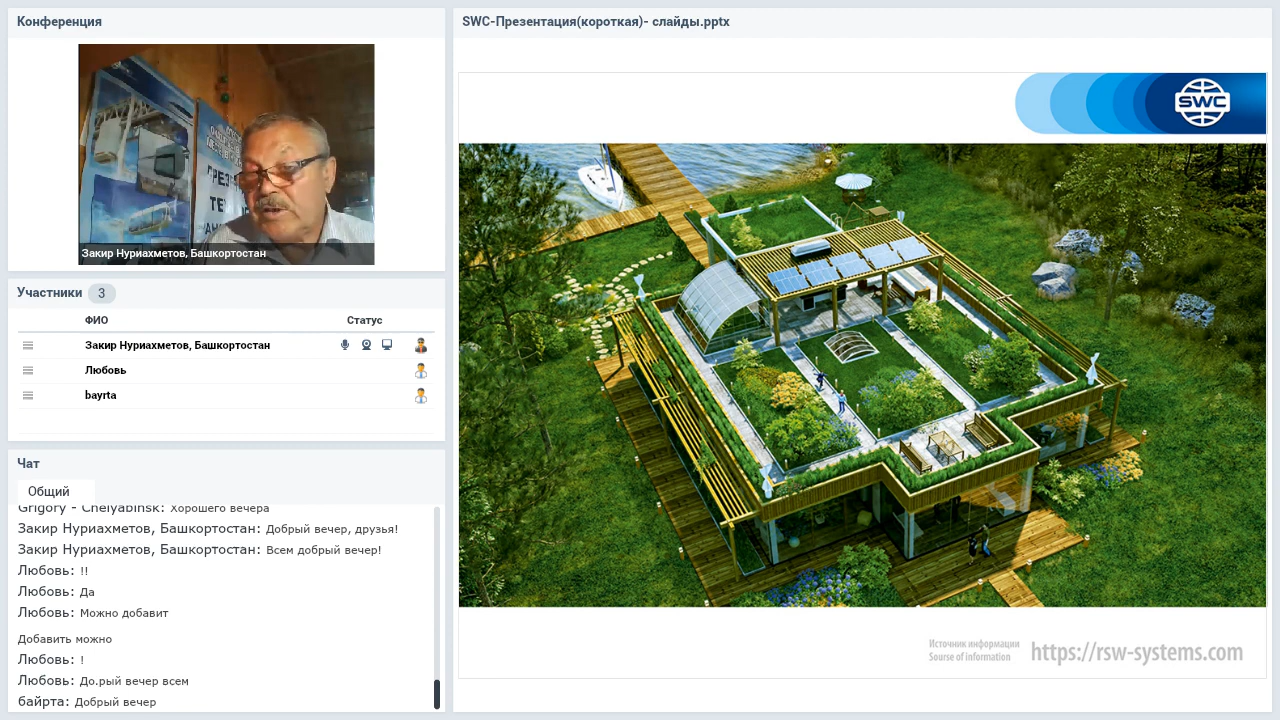 Конференция
Закир Нуриахметов, Башкортостан
Участники 3
ФИО Статус
Закир Нуриахметов, Башкортостан
Любовь
bayrta
Чат
Общий
Grigory - Chelyabinsk: Хорошего вечера
Закир Нуриахметов, Башкортостан: Добрый вечер, друзья!
Закир Нуриахметов, Башкортостан: Всем добрый вечер!
Любовь: !!
Любовь: Да
Любовь: Можно добавит
Добавить можно
Любовь: !
Любовь: До.рый вечер всем
байрта: Добрый вечер
SWC-Презентация(короткая)- слайды.pptx
SWC
Источник информации
Sourse of information
https://rsw-systems.com